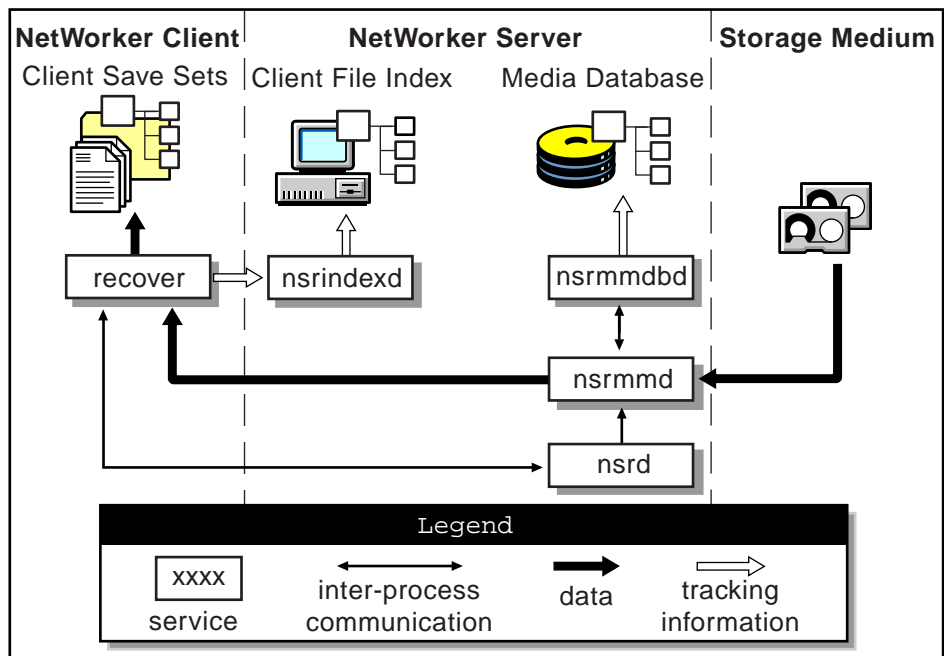 NetWorker Client
NetWorker Server
Storage Medium
Client Save Sets
Client File Index
Media Database
recover
nsrindexd
nsrmmdbd
nsrmmd
nsrd
Legend
xxxx
service
inter-process
communication
data
tracking
information